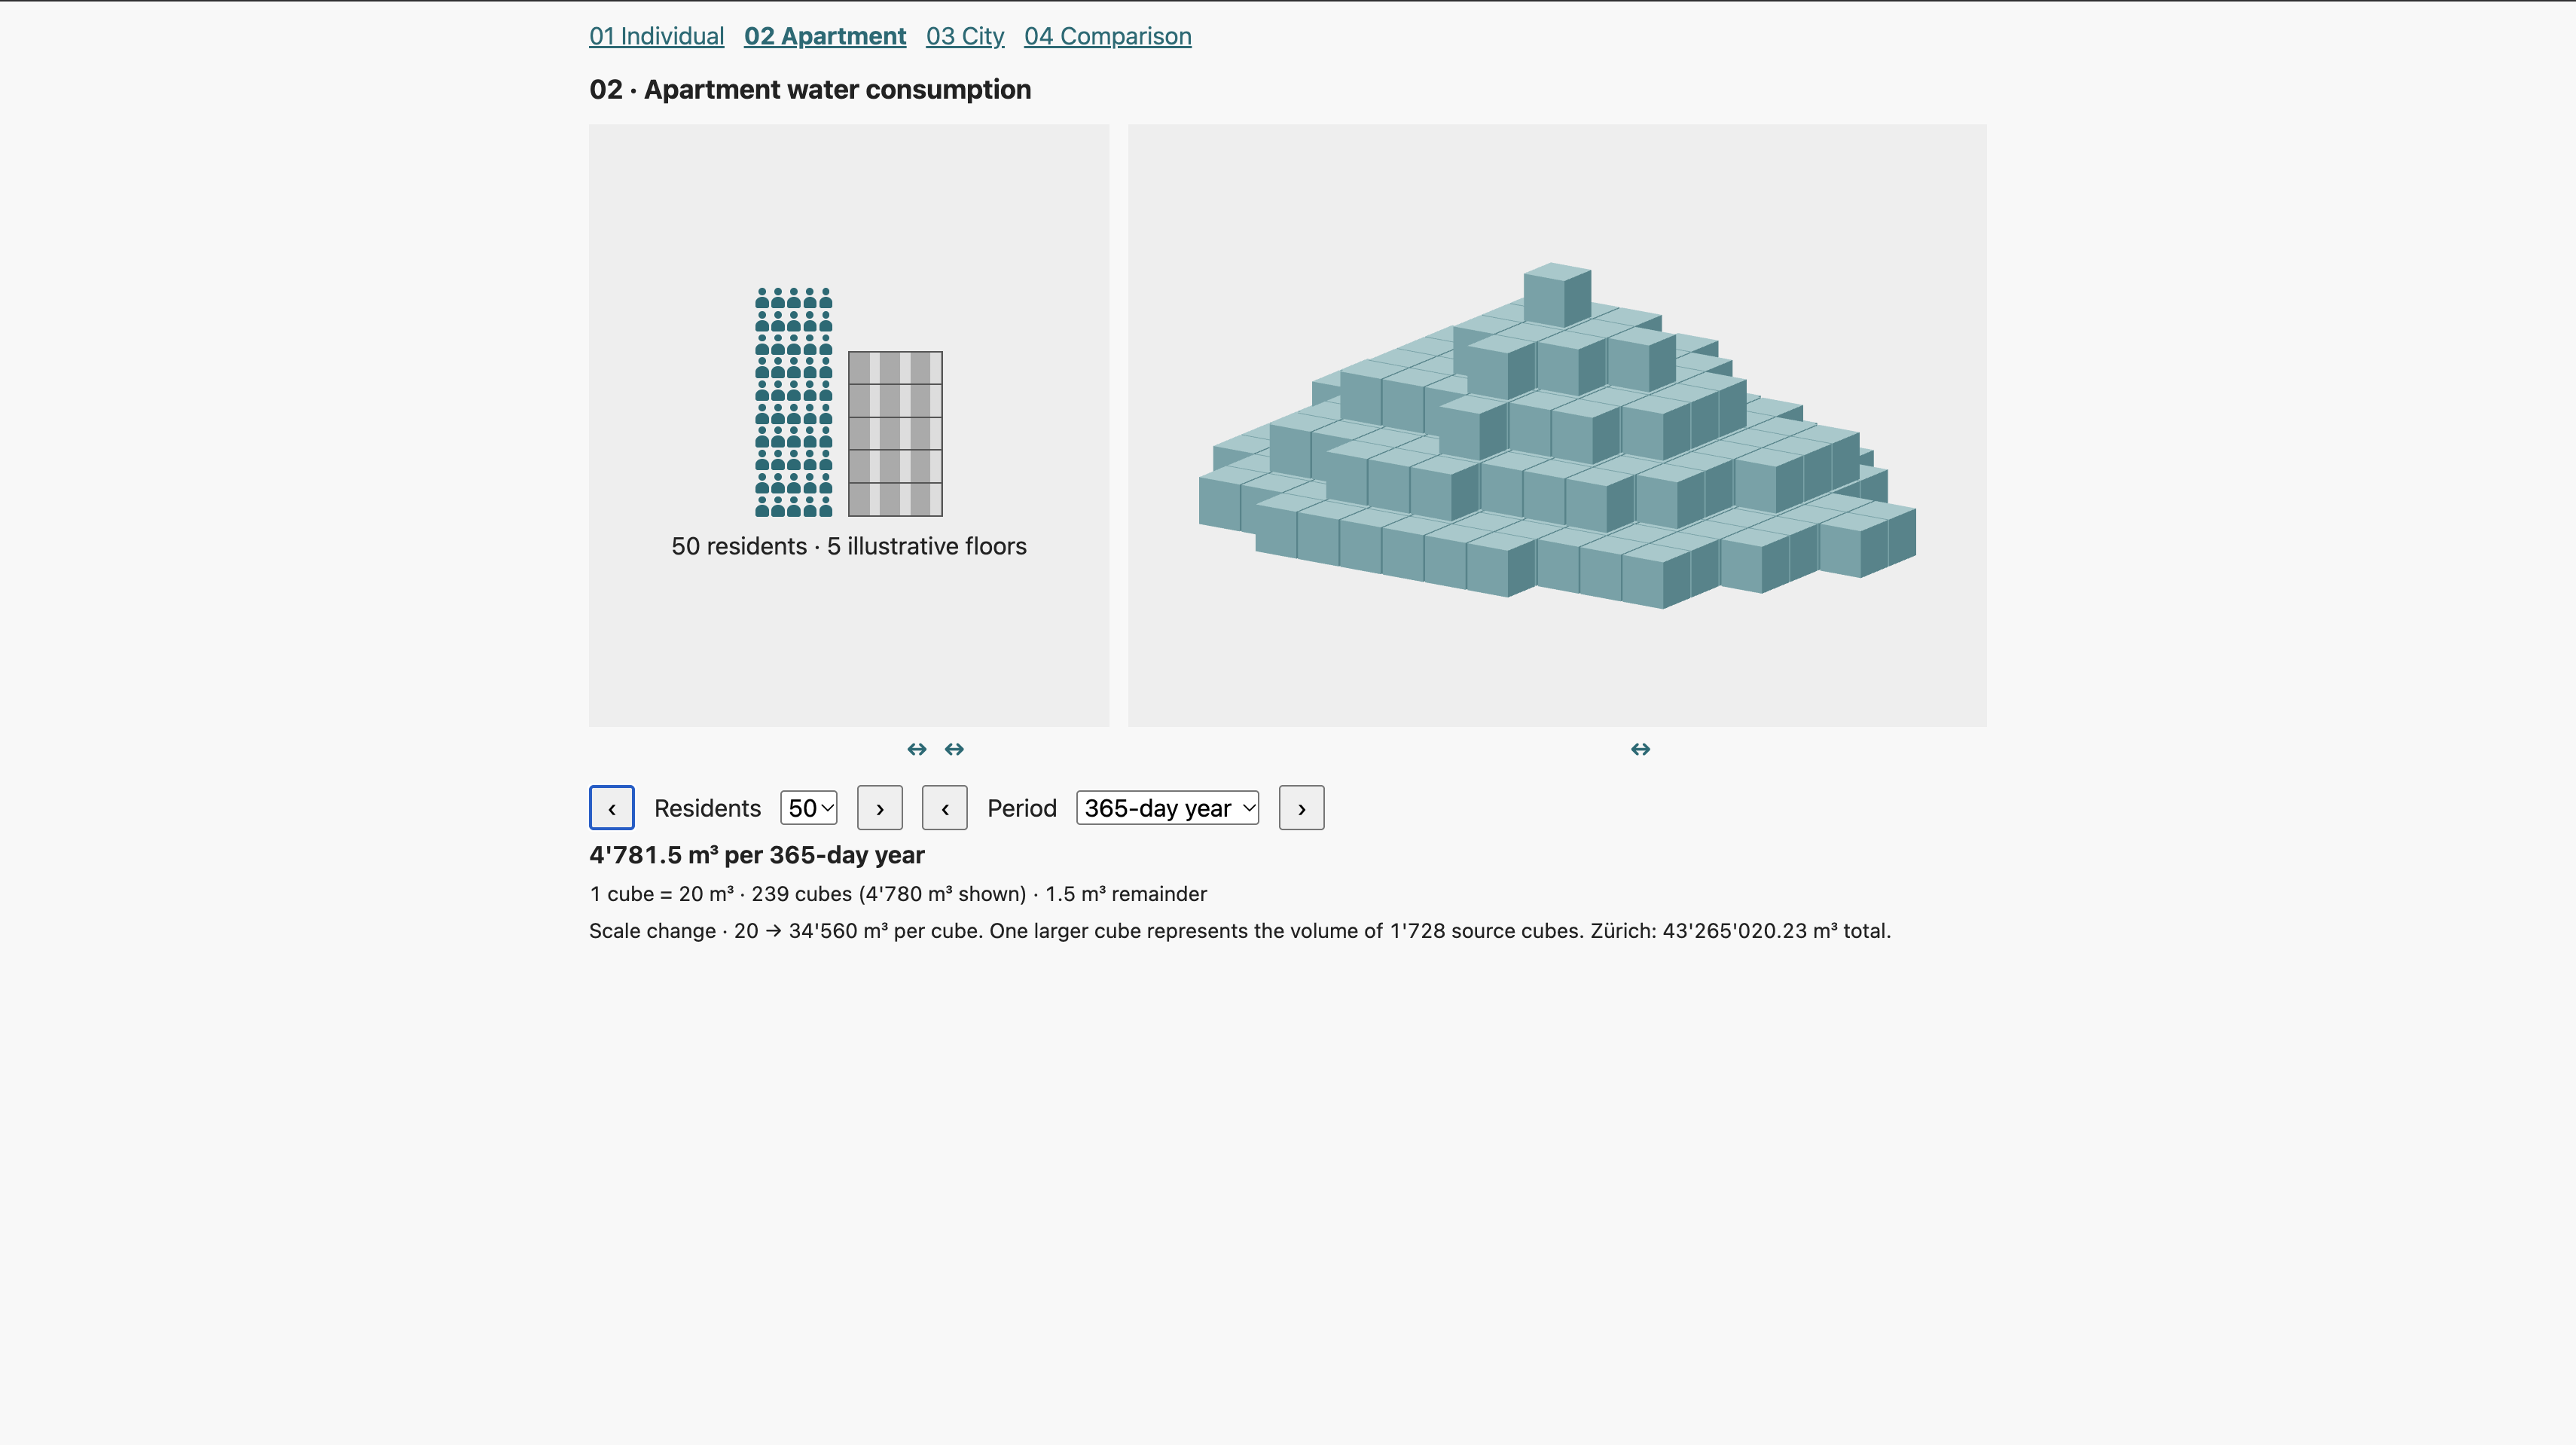 01 Individual 02 Apartment 03 City 04 Comparison
02 · Apartment water consumption
50 residents · 5 illustrative floors
↔ ↔ ↔
‹ Residents 50 › ‹ Period 365-day year ›
4'781.5 m³ per 365-day year
1 cube = 20 m³ · 239 cubes (4'780 m³ shown) · 1.5 m³ remainder
Scale change · 20 → 34'560 m³ per cube. One larger cube represents the volume of 1'728 source cubes. Zürich: 43'265'020.23 m³ total.